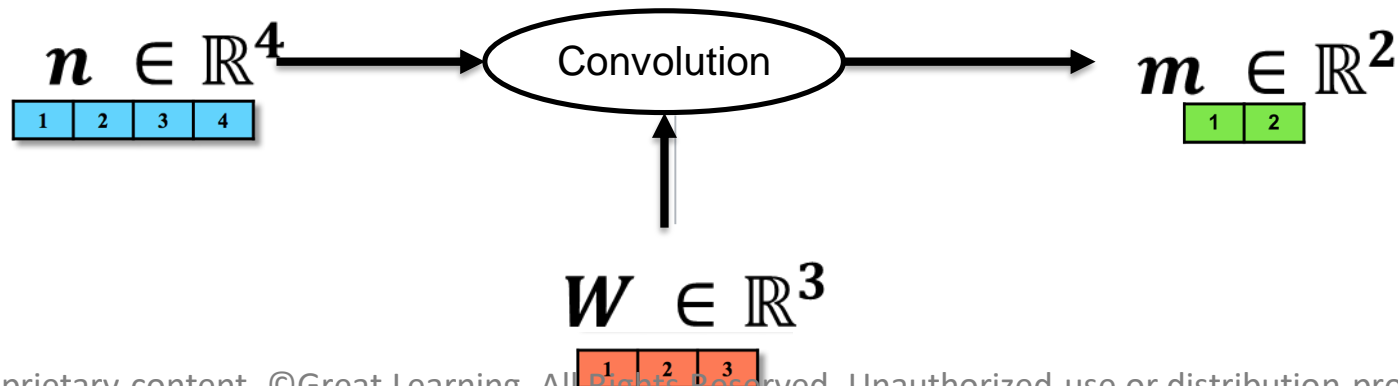 n ∈ ℝ⁴
Convolution
m ∈ ℝ²
1 2 3 4
1 2
W ∈ ℝ³
1 2 3
prietary content. ©Great Learning. All Rights Reserved. Unauthorized use or distribution pro